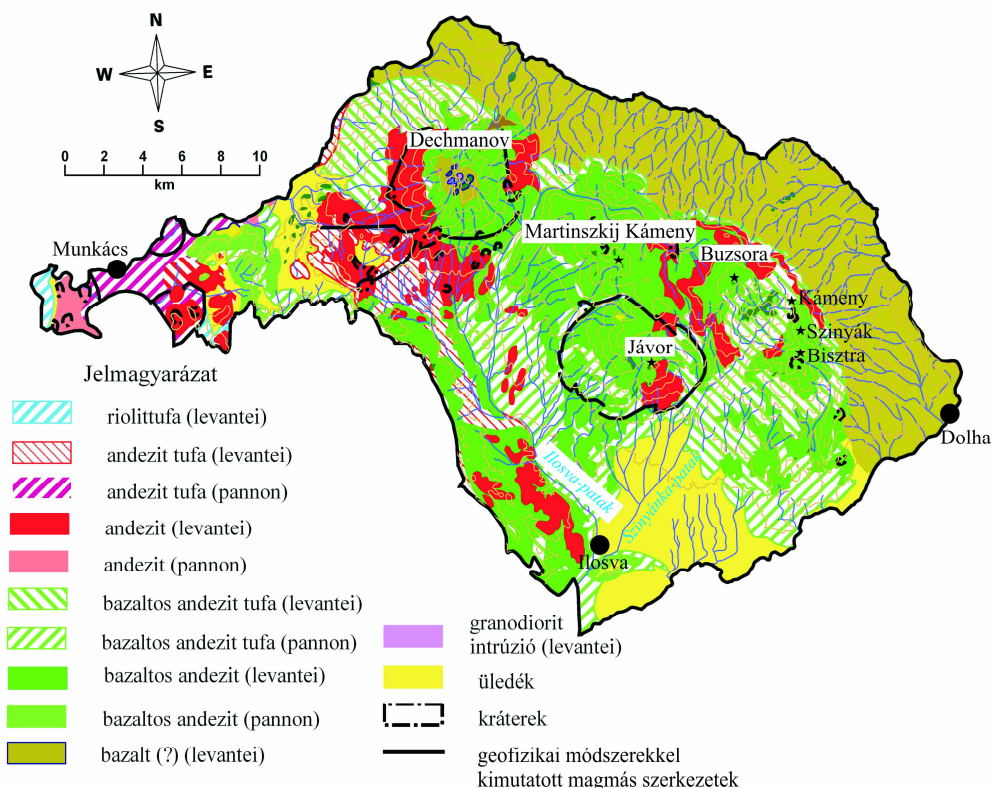 N
W E
S
0 2 4 6 8 10
km
Dechmanov
Martinszkij Kámeny
Munkács
Buzsora
Kámeny
Szinyák
Bisztra
Jávor
Dolha
Ilosva-patak
Szinyánka-patak
Ilosva
Jelmagyarázat
riolittufa (levantei)
andezit tufa (levantei)
andezit tufa (pannon)
andezit (levantei)
andezit (pannon)
bazaltos andezit tufa (levantei)
bazaltos andezit tufa (pannon)
bazaltos andezit (levantei)
bazaltos andezit (pannon)
bazalt (?) (levantei)
granodiorit
intrúzió (levantei)
üledék
kráterek
geofizikai módszerekkel
kimutatott magmás szerkezetek